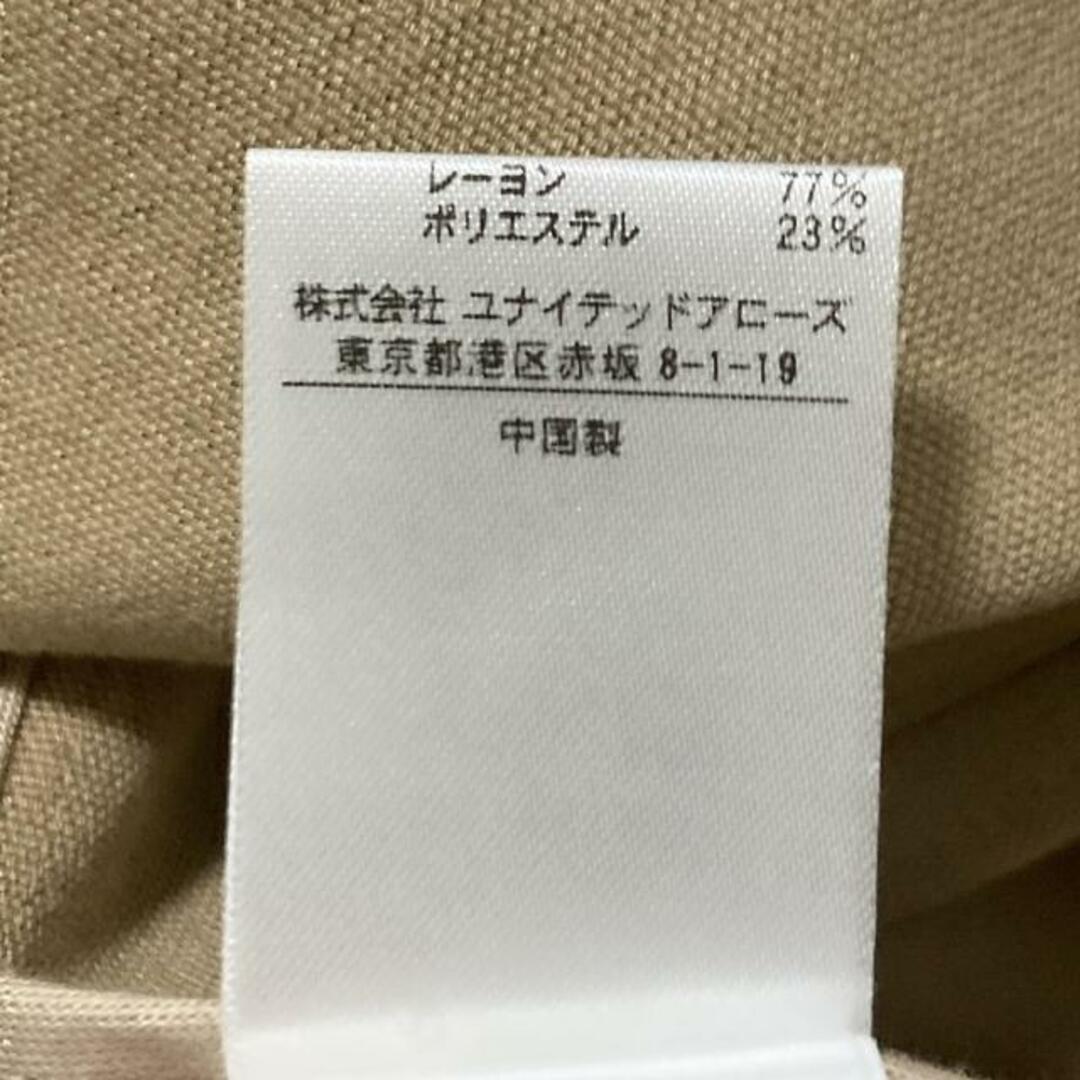 レーヨン 77%
ポリエステル 23%
株式会社 ユナイテッドアローズ
東京都港区赤坂 8-1-19
中国製